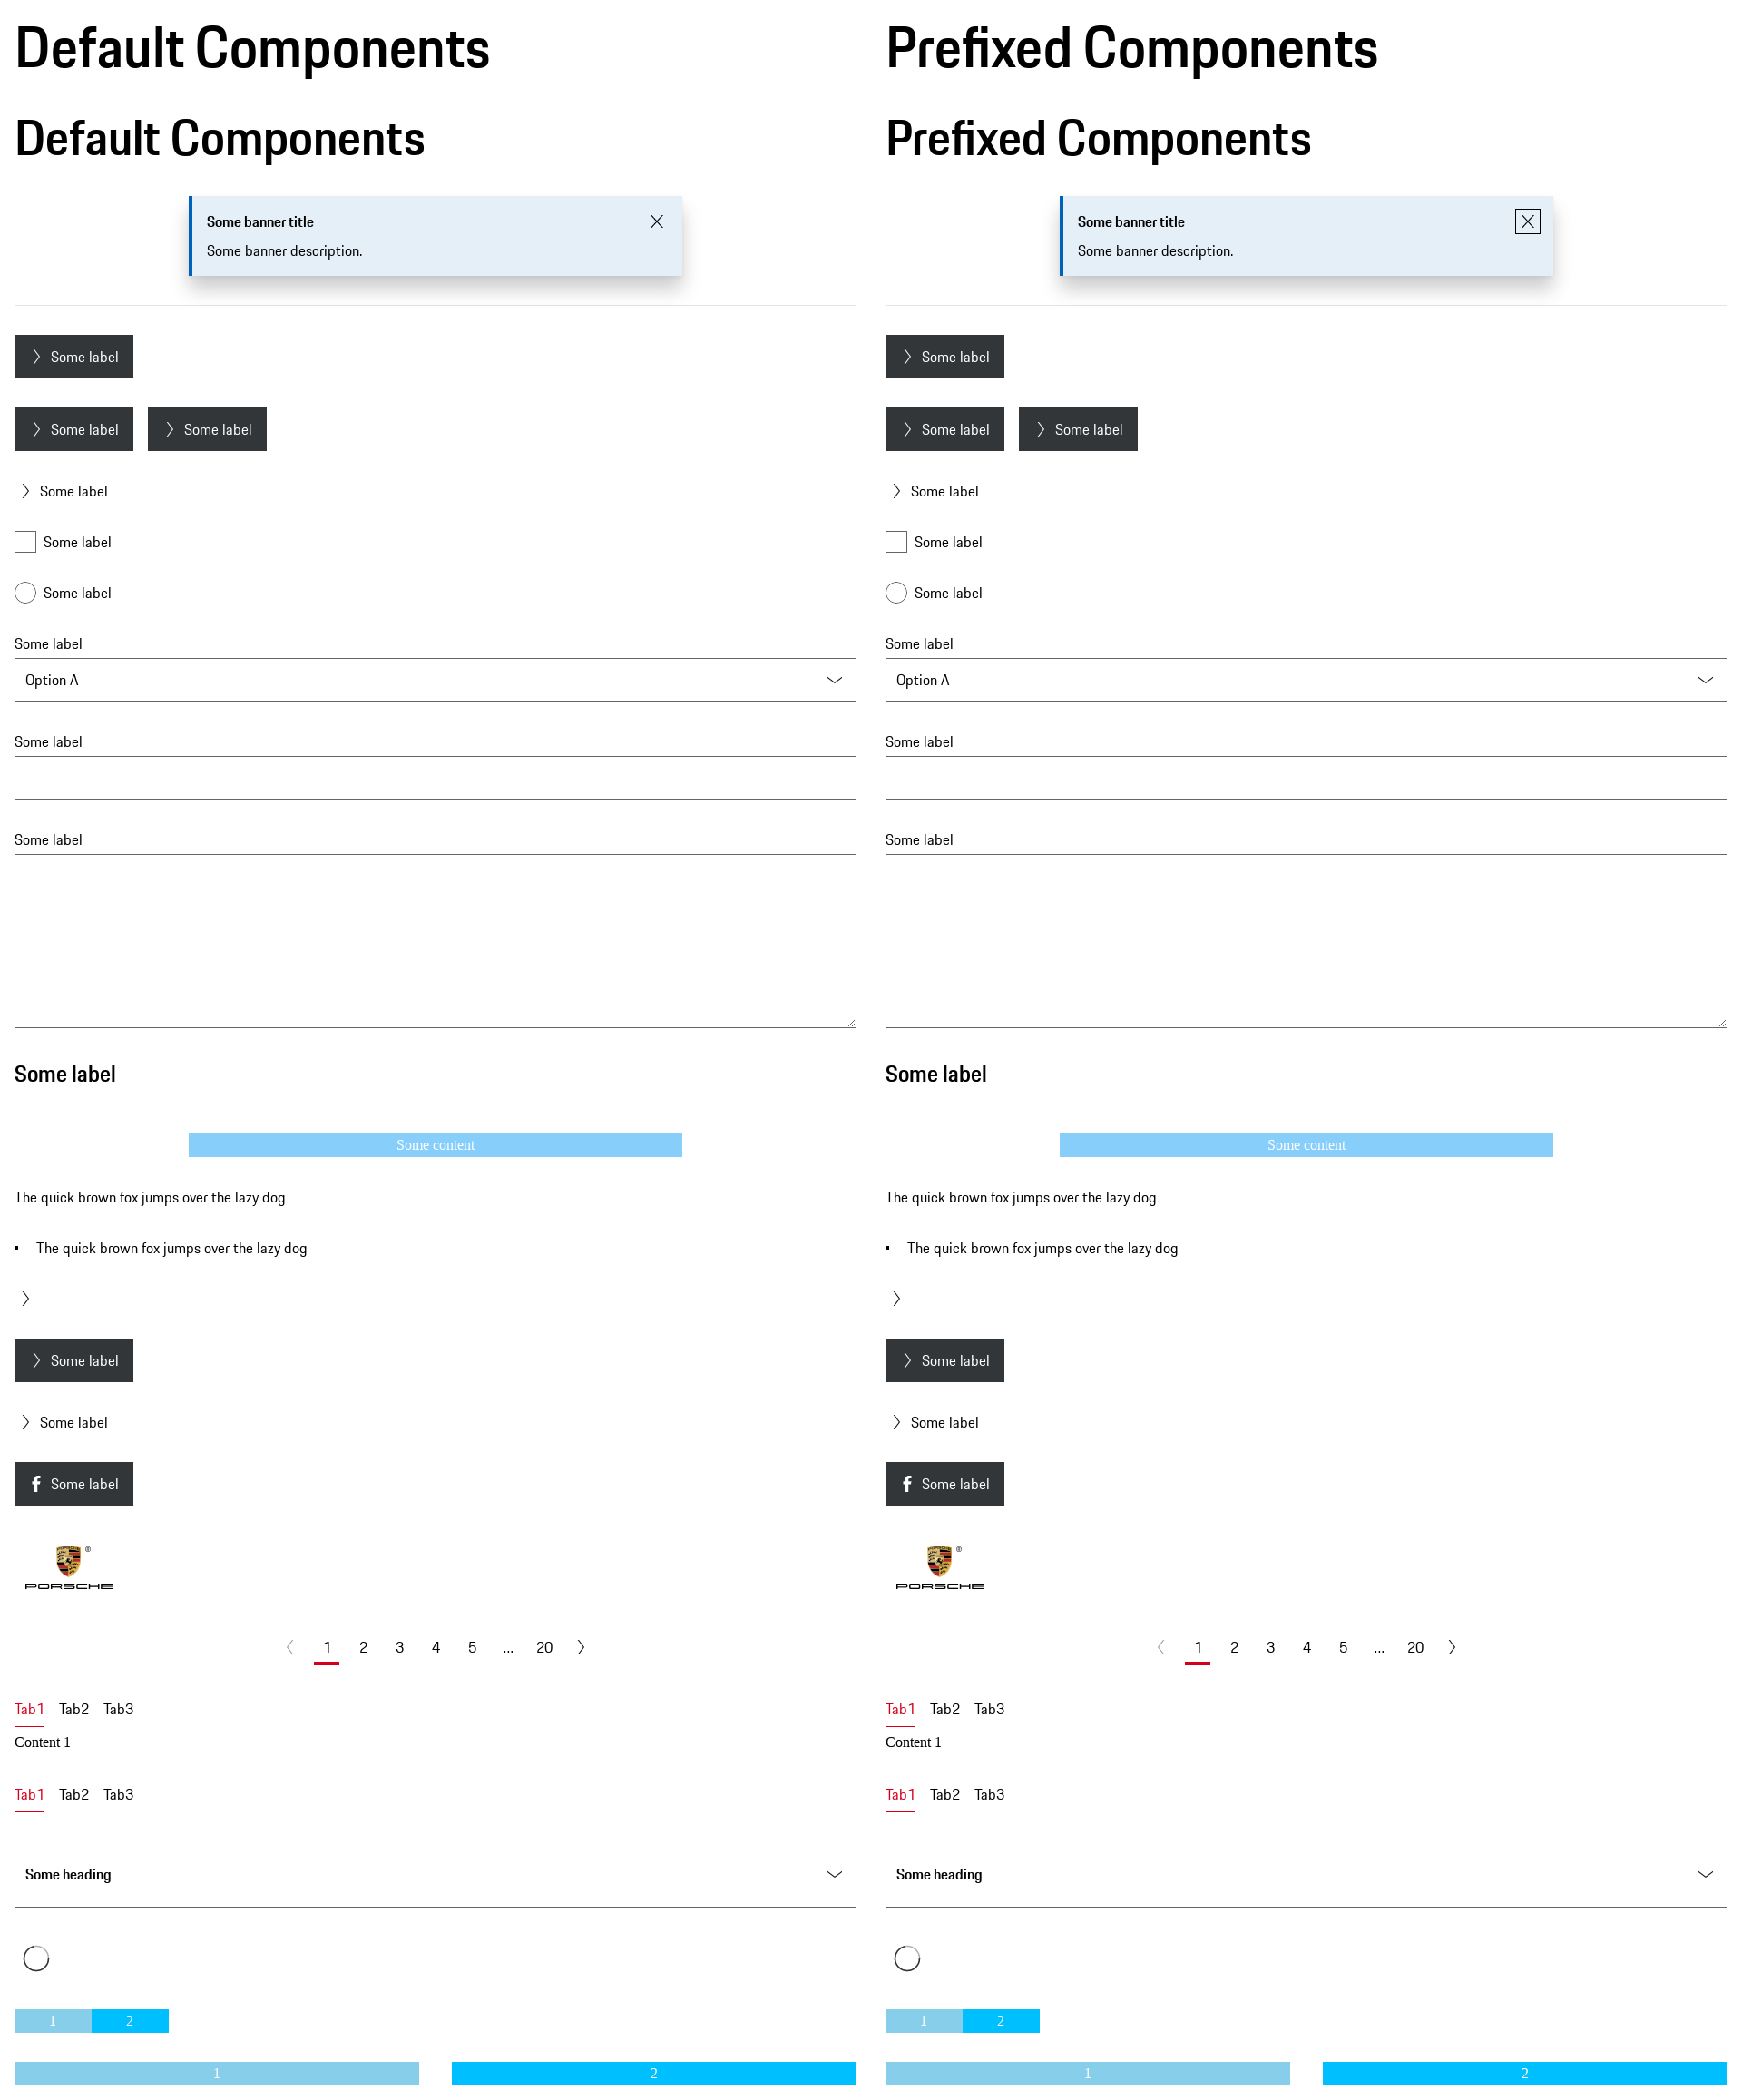 Default Components
Default Components
Some banner title
Some banner description.
Some label
Some label
Some label
Some label
Some label
Some label
Some label
Option A
Some label
Some label
Some label
Some content
The quick brown fox jumps over the lazy dog
The quick brown fox jumps over the lazy dog
Some label
Some label
Some label
®
PORSCHE
1 2 3 4 5 ... 20
Tab1 Tab2 Tab3
Content 1
Tab1 Tab2 Tab3
Some heading
1 2
1 2
Prefixed Components
Prefixed Components
Some banner title
Some banner description.
Some label
Some label
Some label
Some label
Some label
Some label
Some label
Option A
Some label
Some label
Some label
Some content
The quick brown fox jumps over the lazy dog
The quick brown fox jumps over the lazy dog
Some label
Some label
Some label
®
PORSCHE
1 2 3 4 5 ... 20
Tab1 Tab2 Tab3
Content 1
Tab1 Tab2 Tab3
Some heading
1 2
1 2